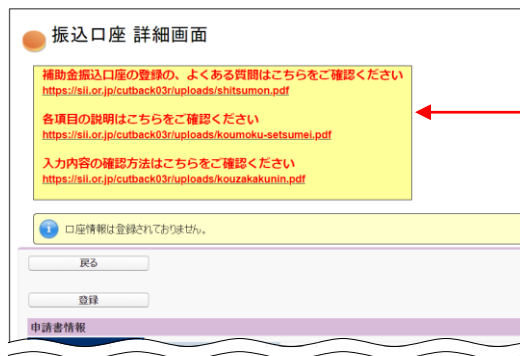 振込口座 詳細画面
補助金振込口座の登録の、よくある質問はこちらをご確認ください
https://sii.or.jp/cutback03r/uploads/shitsumon.pdf
各項目の説明はこちらをご確認ください
https://sii.or.jp/cutback03r/uploads/koumoku-setsumei.pdf
入力内容の確認方法はこちらをご確認ください
https://sii.or.jp/cutback03r/uploads/kouzakakunin.pdf
口座情報は登録されておりません。
戻る
登録
申請書情報